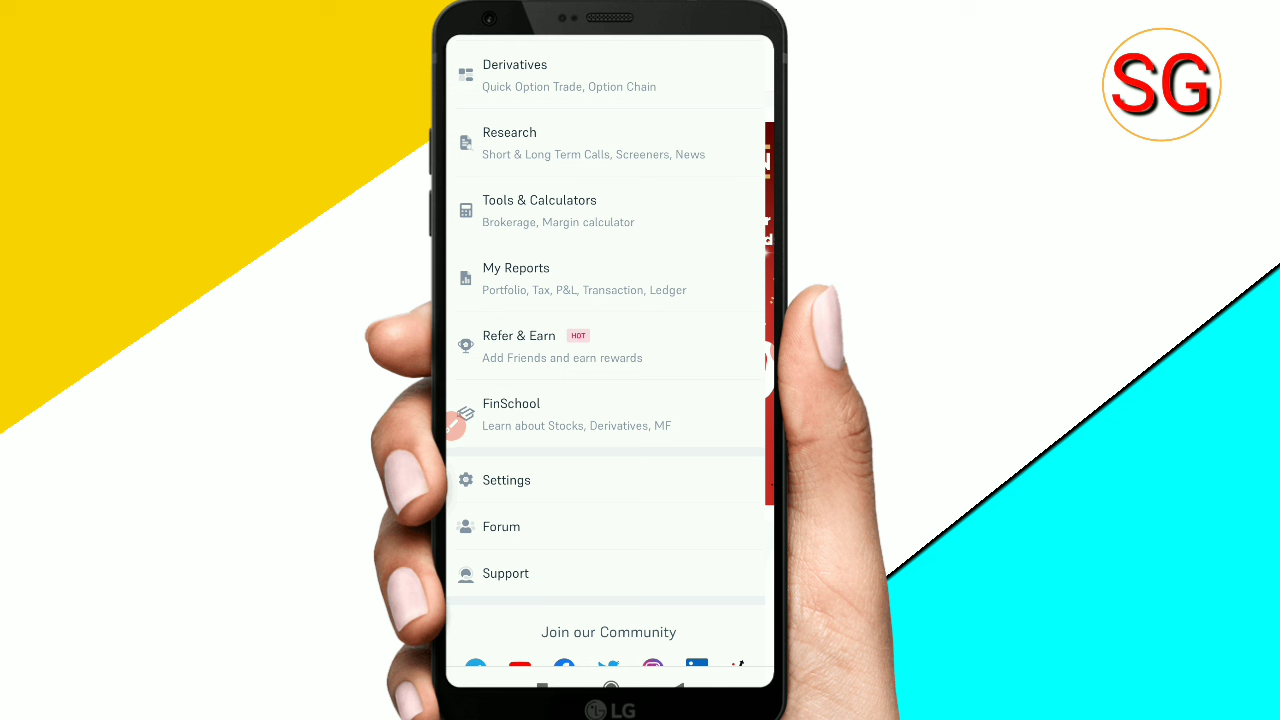 SG
Derivatives
Quick Option Trade, Option Chain
Research
Short & Long Term Calls, Screeners, News
Tools & Calculators
Brokerage, Margin calculator
My Reports
Portfolio, Tax, P&L, Transaction, Ledger
Refer & Earn HOT
Add Friends and earn rewards
FinSchool
Learn about Stocks, Derivatives, MF
Settings
Forum
Support
Join our Community
LG